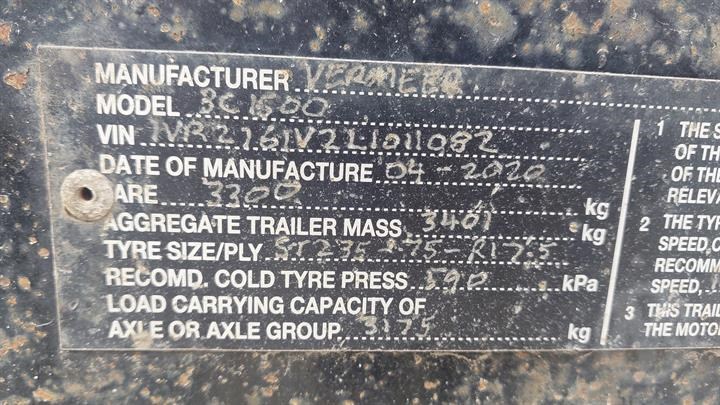 MANUFACTURER VERMEER
MODEL BC1500
VIN 1VR2161V2L1011082
DATE OF MANUFACTURE 04-2020
TARE 3300 kg
AGGREGATE TRAILER MASS 3401 kg
TYRE SIZE/PLY ST235/75-R17.5
RECOMD. COLD TYRE PRESS 590 kPa
LOAD CARRYING CAPACITY OF
AXLE OR AXLE GROUP 3175 kg
1 THE S
OF TH
OF THE
RELEVA
2 THE TY
SPEED C
RECOMM
SPEED,
3 THIS TRAIL
THE MOTO